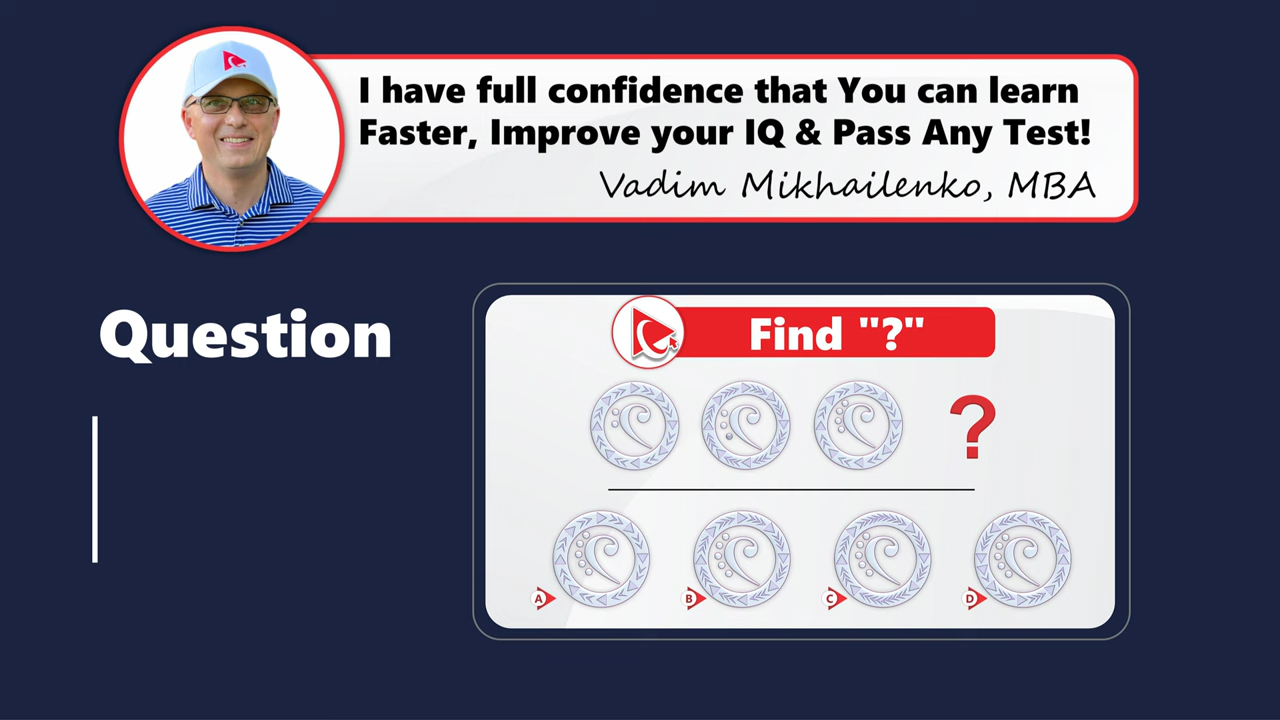 I have full confidence that You can learn
Faster, Improve your IQ & Pass Any Test!
Vadim Mikhailenko, MBA
Question
Find "?"
?
A
B
C
D